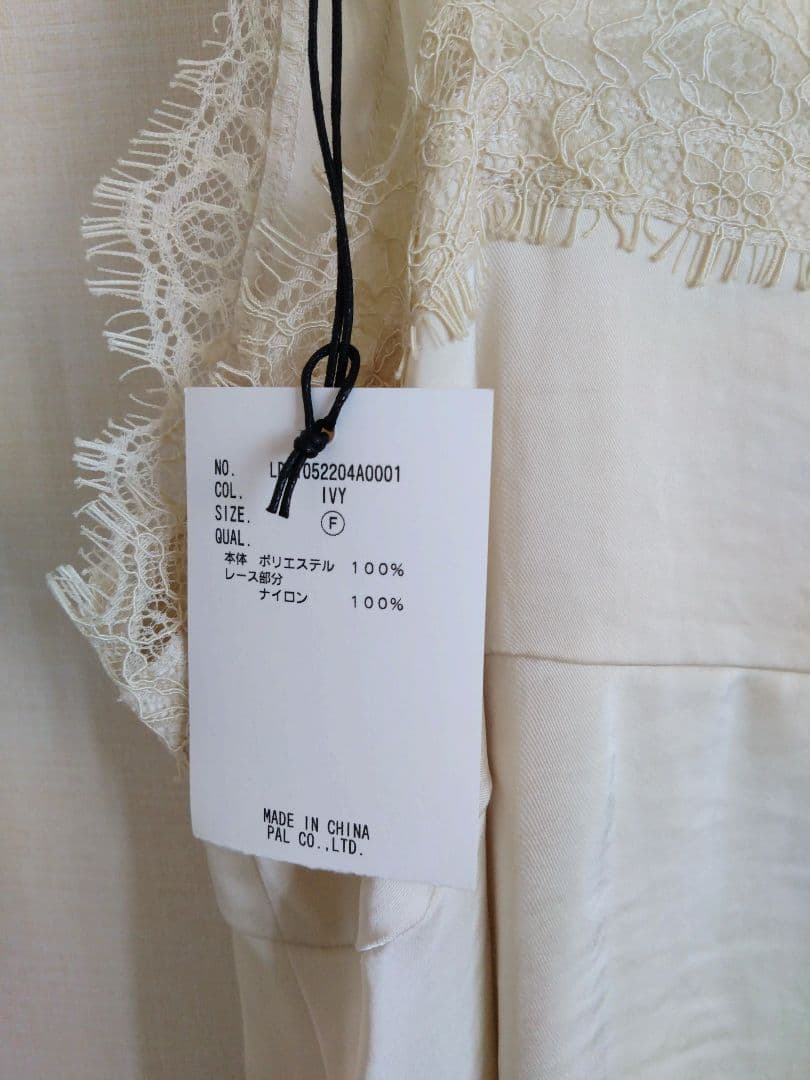 NO. 052204A0001
COL. IVY
SIZE. F
QUAL.
本体 ポリエステル 100%
レース部分
ナイロン 100%
MADE IN CHINA
PAL CO.,LTD.